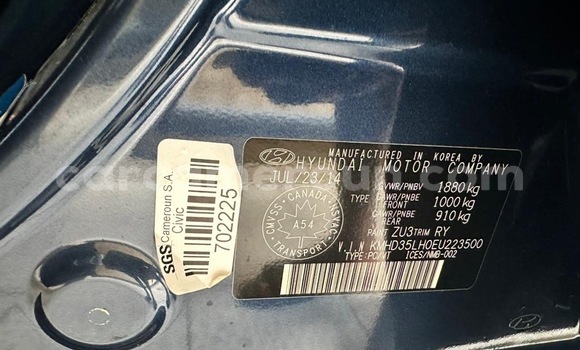 SGS Cameroun S.A.
Civic
702225
MANUFACTURED IN KOREA BY
HYUNDAI MOTOR COMPANY
JUL/23/14
GVWR/PNBV 1880 kg
TYPE GAWR/PNBE FRONT 1000 kg
GAWR/PNBE REAR 910 kg
CANADA
CMVSS
NSVAC
A54
TRANSPORT
PAINT ZU3 TRIM RY
V.I.N KMHD35LH0EU223500
TYPE:PC/VT ICES/NMB-002